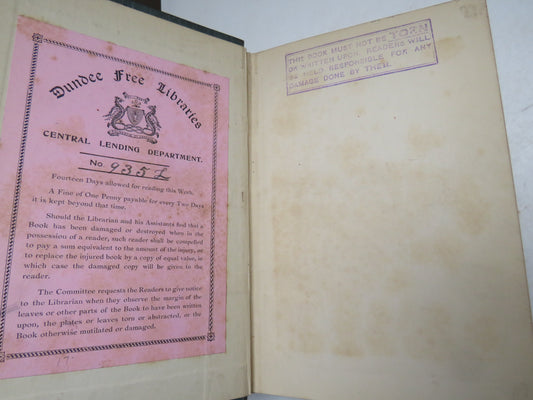 Dundee Free Libraries
CENTRAL LENDING DEPARTMENT.
No. 935 L
Fourteen Days allowed for reading this Work.
A Fine of One Penny payable for every Two Days
it is kept beyond that time.
Should the Librarian and his Assistants find that a
Book has been damaged or destroyed when in the
possession of a reader, such reader shall be compelled
to pay a sum equivalent to the amount of the injury, or
to replace the injured book by a copy of equal value, in
which case the damaged copy will be given to the
reader.
The Committee requests the Readers to give notice
to the Librarian when they observe the margin of the
leaves or other parts of the Book to have been written
upon, the plates or leaves torn or abstracted, or the
Book otherwise mutilated or damaged.
THIS BOOK MUST NOT BE TORN
OR WRITTEN UPON. READERS WILL
BE HELD RESPONSIBLE FOR ANY
DAMAGE DONE BY THEM.